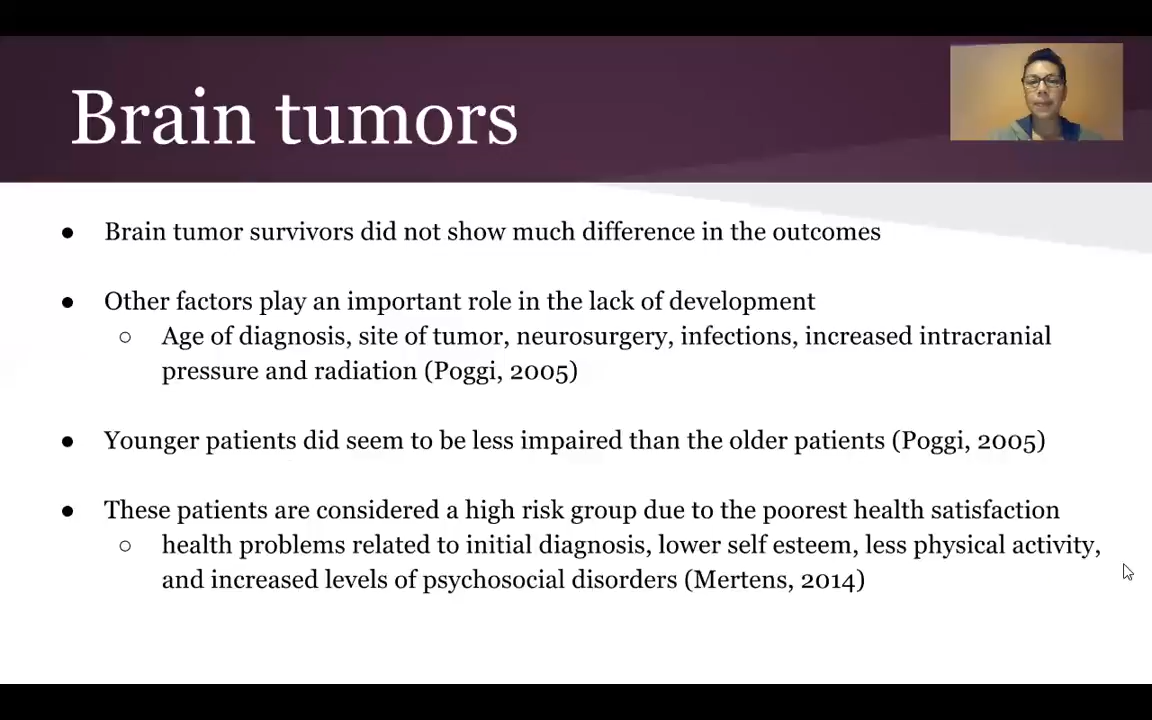 Brain tumors
● Brain tumor survivors did not show much difference in the outcomes
● Other factors play an important role in the lack of development
○ Age of diagnosis, site of tumor, neurosurgery, infections, increased intracranial
pressure and radiation (Poggi, 2005)
● Younger patients did seem to be less impaired than the older patients (Poggi, 2005)
● These patients are considered a high risk group due to the poorest health satisfaction
○ health problems related to initial diagnosis, lower self esteem, less physical activity,
and increased levels of psychosocial disorders (Mertens, 2014)